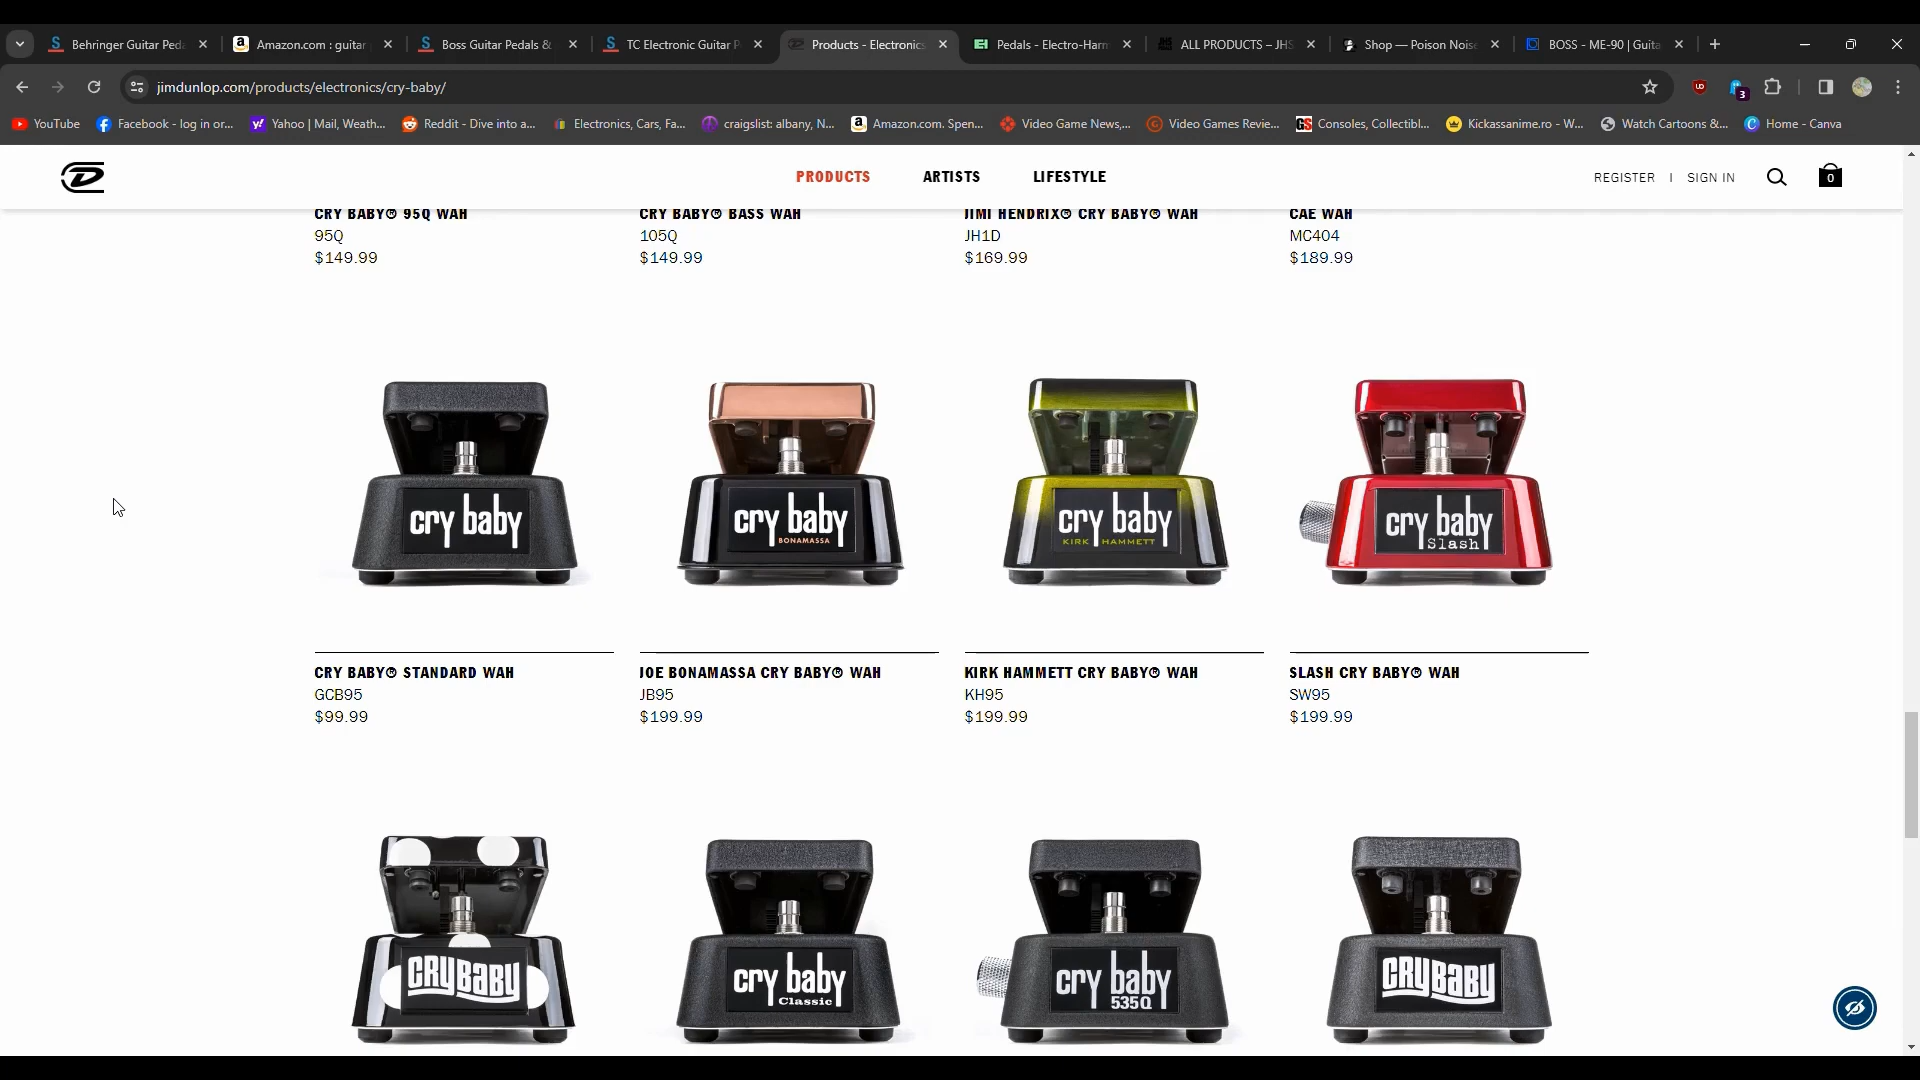 Behringer Guitar Peda
Amazon.com : guitar
Boss Guitar Pedals &
TC Electronic Guitar P
Products - Electronics
Pedals - Electro-Harm
ALL PRODUCTS – JHS
Shop — Poison Noise
BOSS - ME-90 | Guita
jimdunlop.com/products/electronics/cry-baby/
3
YouTube
Facebook - log in or...
Yahoo | Mail, Weath...
Reddit - Dive into a...
Electronics, Cars, Fa...
craigslist: albany, N...
Amazon.com. Spen...
Video Game News,...
Video Games Revie...
Consoles, Collectibl...
Kickassanime.ro - W...
Watch Cartoons &...
Home - Canva
PRODUCTS
ARTISTS
LIFESTYLE
REGISTER | SIGN IN
0
CRY BABY® 95Q WAH
95Q
$149.99
CRY BABY® BASS WAH
105Q
$149.99
JIMI HENDRIX® CRY BABY® WAH
JH1D
$169.99
CAE WAH
MC404
$189.99
cry baby
cry baby
BONAMASSA
cry baby
KIRK HAMMETT
cry baby
Slash
CRY BABY® STANDARD WAH
GCB95
$99.99
JOE BONAMASSA CRY BABY® WAH
JB95
$199.99
KIRK HAMMETT CRY BABY® WAH
KH95
$199.99
SLASH CRY BABY® WAH
SW95
$199.99
CRYBABY
cry baby
Classic
cry baby
535Q
CRYBABY